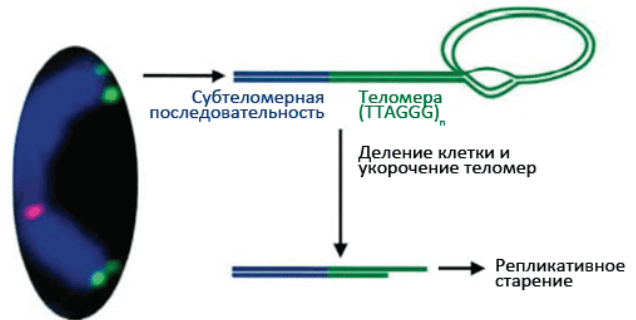 Субтеломерная
последовательность
Теломера
(TTAGGG)n
Деление клетки и
укорочение теломер
Репликативное
старение